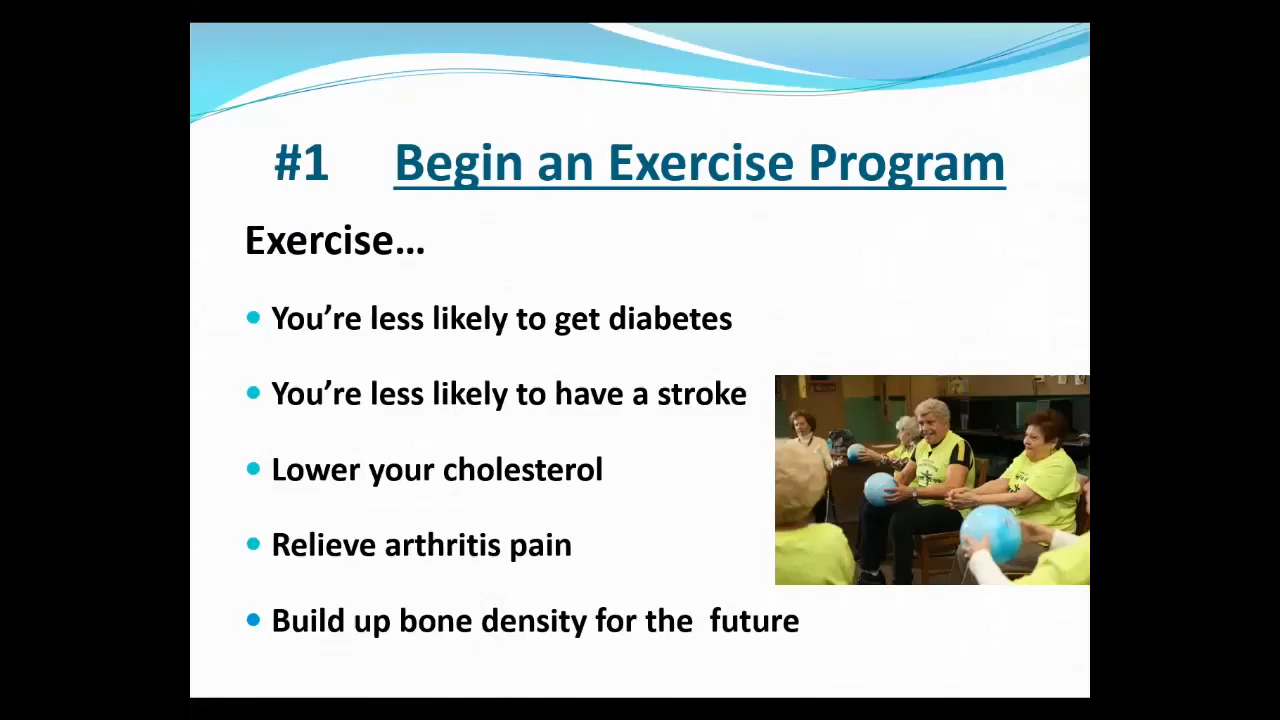 #1 Begin an Exercise Program
Exercise…
• You’re less likely to get diabetes
• You’re less likely to have a stroke
• Lower your cholesterol
• Relieve arthritis pain
• Build up bone density for the  future